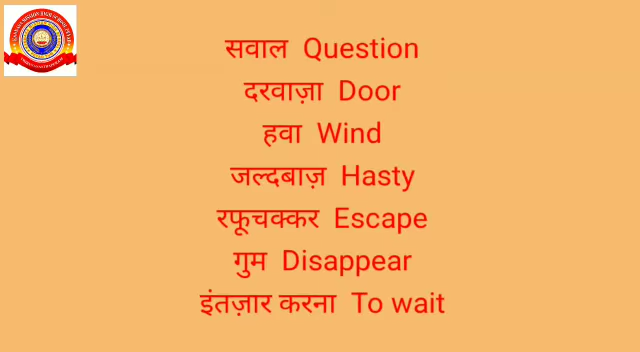 सवाल Question
दरवाज़ा Door
हवा Wind
जल्दबाज़ Hasty
रफूचक्कर Escape
गुम Disappear
इंतज़ार करना To wait